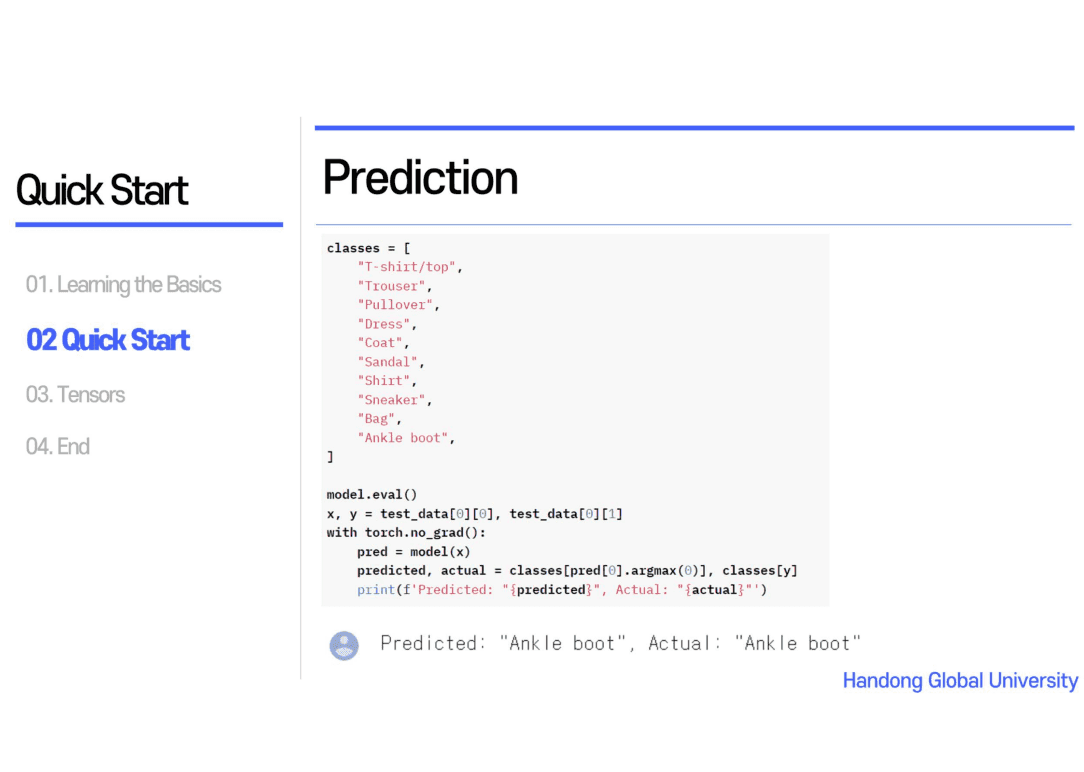 Quick Start
01. Learning the Basics
02 Quick Start
03. Tensors
04. End
Prediction
classes = [
    "T-shirt/top",
    "Trouser",
    "Pullover",
    "Dress",
    "Coat",
    "Sandal",
    "Shirt",
    "Sneaker",
    "Bag",
    "Ankle boot",
]
model.eval()
x, y = test_data[0][0], test_data[0][1]
with torch.no_grad():
    pred = model(x)
    predicted, actual = classes[pred[0].argmax(0)], classes[y]
    print(f'Predicted: "{predicted}", Actual: "{actual}"')
Predicted: "Ankle boot", Actual: "Ankle boot"
Handong Global University